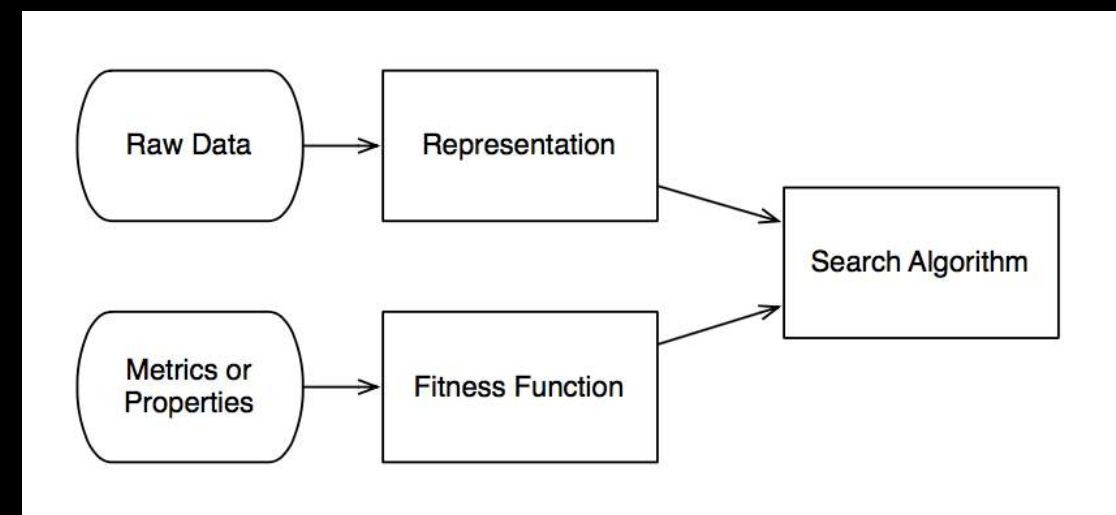 Raw Data
Representation
Search Algorithm
Metrics or
Properties
Fitness Function